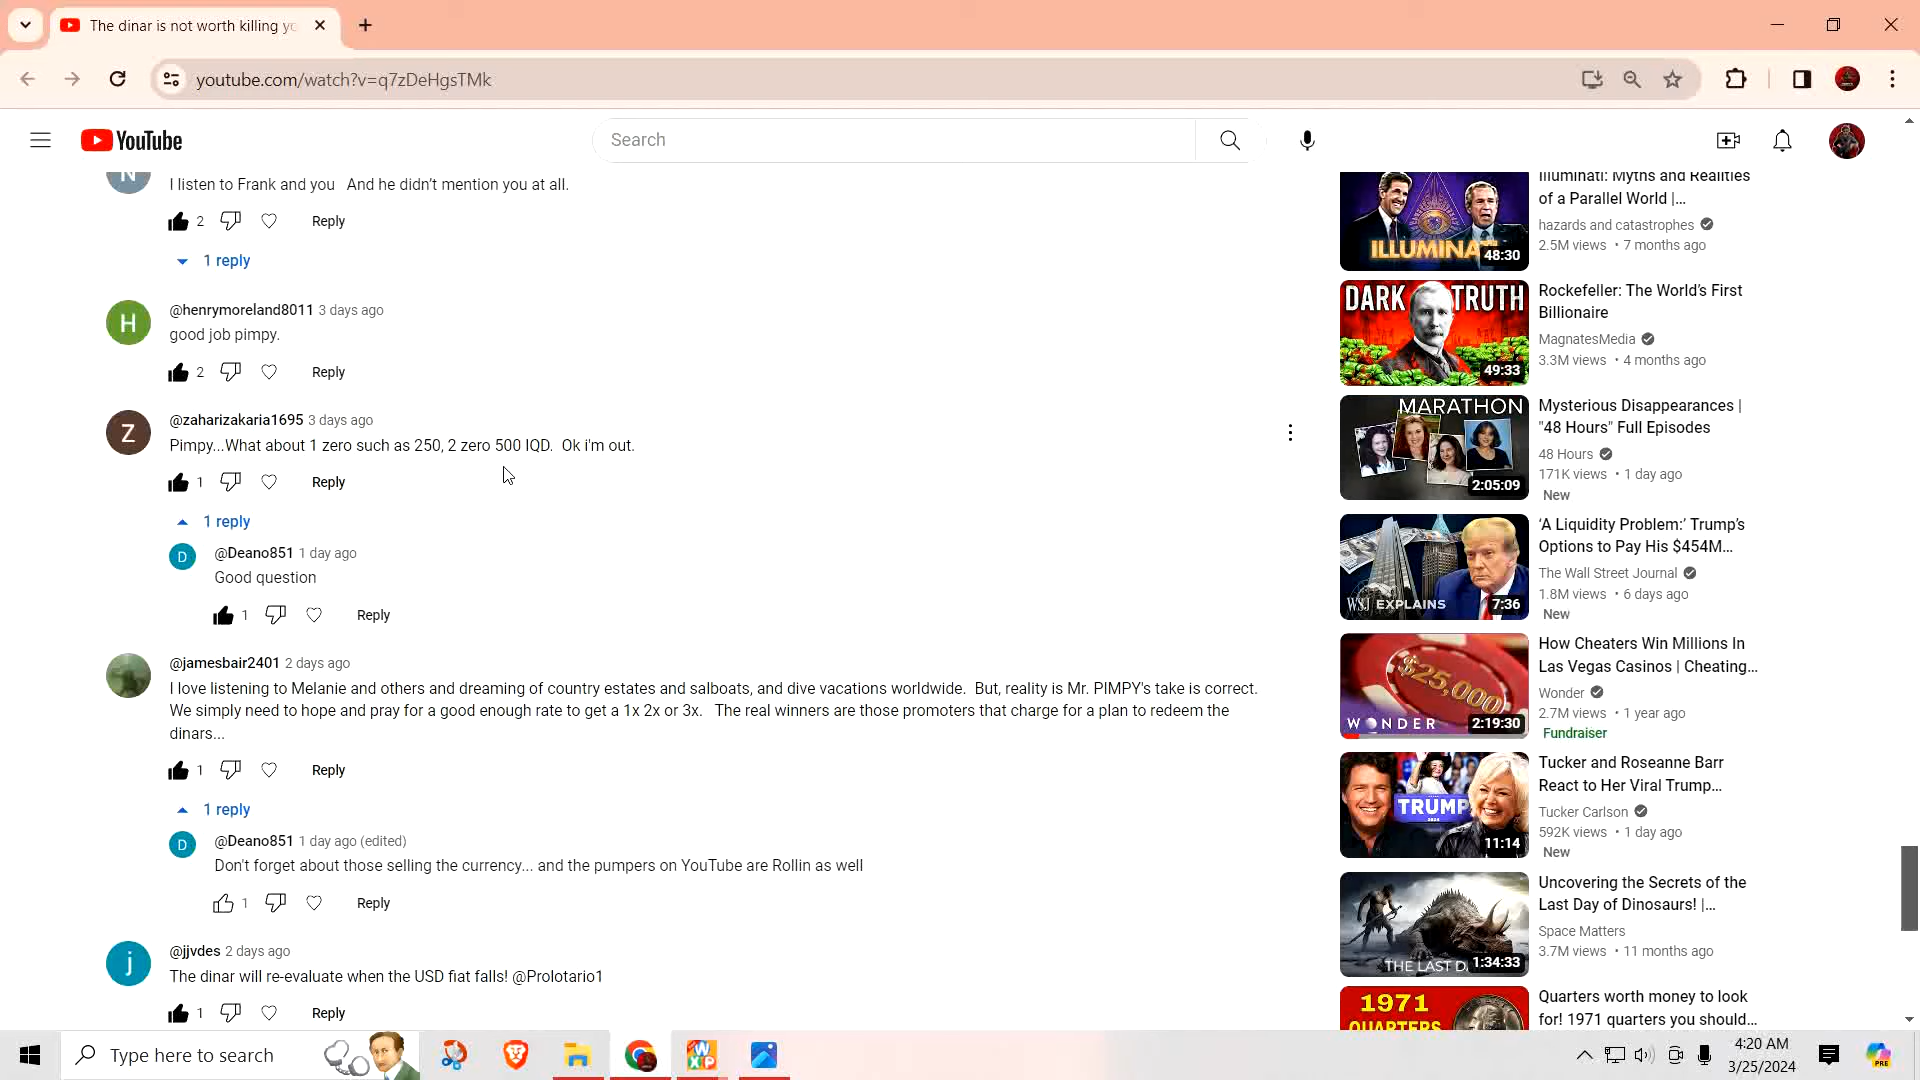 The dinar is not worth killing yo
youtube.com/watch?v=q7zDeHgsTMk
YouTube
Search
N
I listen to Frank and you   And he didn't mention you at all.
2
Reply
1 reply
H
@henrymoreland8011 3 days ago
good job pimpy.
2
Reply
Z
@zaharizakaria1695 3 days ago
Pimpy...What about 1 zero such as 250, 2 zero 500 IQD.  Ok i'm out.
1
Reply
1 reply
D
@Deano851 1 day ago
Good question
1
Reply
@jamesbair2401 2 days ago
I love listening to Melanie and others and dreaming of country estates and salboats, and dive vacations worldwide.  But, reality is Mr. PIMPY's take is correct.
We simply need to hope and pray for a good enough rate to get a 1x 2x or 3x.   The real winners are those promoters that charge for a plan to redeem the
dinars...
1
Reply
1 reply
D
@Deano851 1 day ago (edited)
Don't forget about those selling the currency... and the pumpers on YouTube are Rollin as well
1
Reply
j
@jjvdes 2 days ago
The dinar will re-evaluate when the USD fiat falls! @Prolotario1
1
Reply
ILLUMINA
48:30
Illuminati: Myths and Realities
of a Parallel World |...
hazards and catastrophes
2.5M views • 7 months ago
DARK TRUTH
49:33
Rockefeller: The World's First
Billionaire
MagnatesMedia
3.3M views • 4 months ago
MARATHON
2:05:09
Mysterious Disappearances |
"48 Hours" Full Episodes
48 Hours
171K views • 1 day ago
New
WSJ EXPLAINS
7:36
'A Liquidity Problem:' Trump's
Options to Pay His $454M...
The Wall Street Journal
1.8M views • 6 days ago
New
$25,000
WONDER
2:19:30
How Cheaters Win Millions In
Las Vegas Casinos | Cheating...
Wonder
2.7M views • 1 year ago
Fundraiser
TRUMP
11:14
Tucker and Roseanne Barr
React to Her Viral Trump...
Tucker Carlson
592K views • 1 day ago
New
THE LAST D
1:34:33
Uncovering the Secrets of the
Last Day of Dinosaurs! |...
Space Matters
3.7M views • 11 months ago
1971
QUARTERS
Quarters worth money to look
for! 1971 quarters you should...
Type here to search
4:20 AM
3/25/2024
PRE